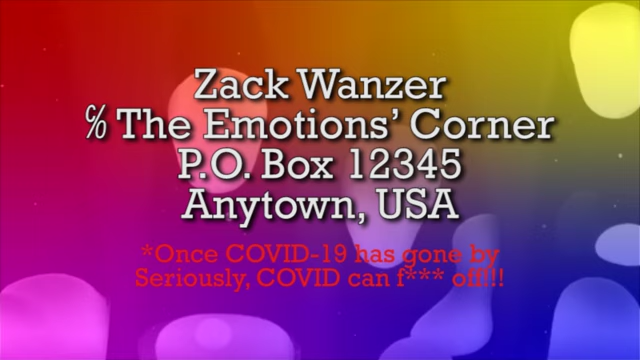 Zack Wanzer
℅ The Emotions’ Corner
P.O. Box 12345
Anytown, USA
*Once COVID-19 has gone by
Seriously, COVID can f*** off!!!